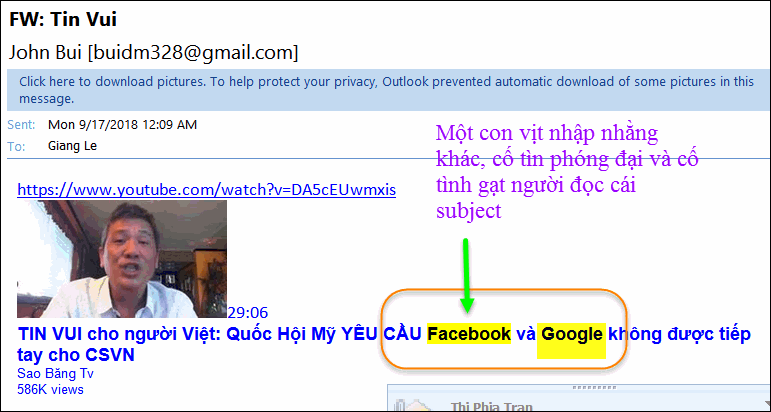 FW: Tin Vui
John Bui [buidm328@gmail.com]
Click here to download pictures. To help protect your privacy, Outlook prevented automatic download of some pictures in this
message.
Sent: Mon 9/17/2018 12:09 AM
To: Giang Le
Một con vịt nhập nhằng
khác, cố tìn phóng đại và cố
tình gạt người đọc cái
subject
https://www.youtube.com/watch?v=DA5cEUwmxis
29:06
TIN VUI cho người Việt: Quốc Hội Mỹ YÊU CẦU Facebook và Google không được tiếp
tay cho CSVN
Sao Băng Tv
586K views
Thi Phia Tran